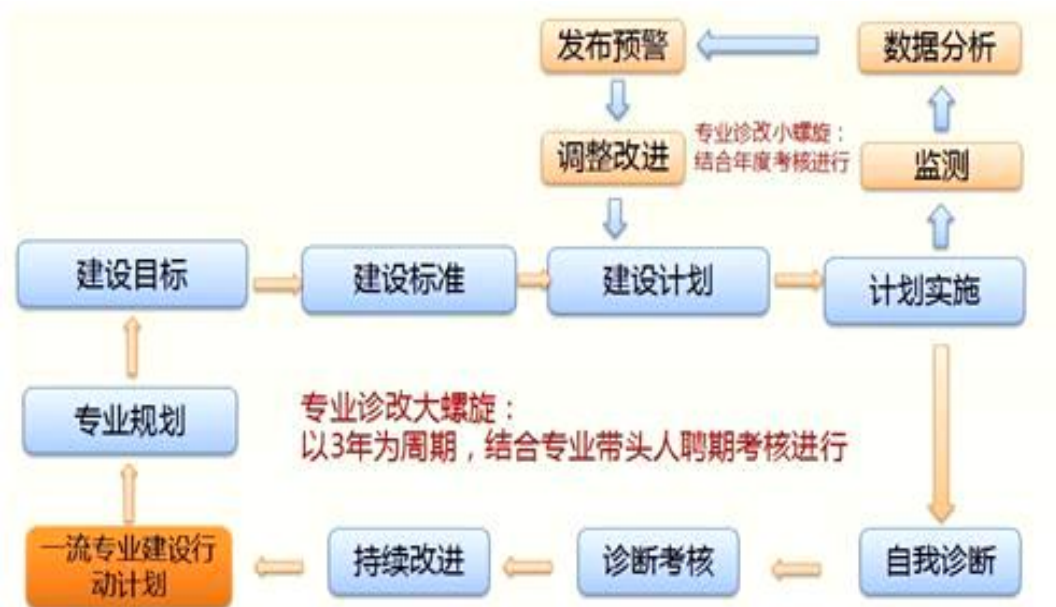 发布预警
数据分析
专业诊改小螺旋：
结合年度考核进行
调整改进
监测
建设目标
建设标准
建设计划
计划实施
专业规划
专业诊改大螺旋：
以3年为周期，结合专业带头人聘期考核进行
一流专业建设行
动计划
持续改进
诊断考核
自我诊断